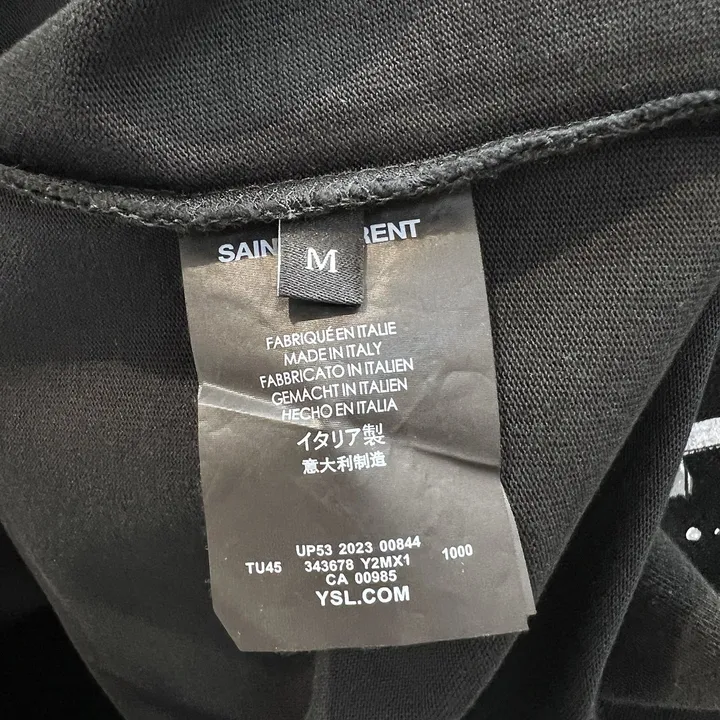 SAIN RENT
M
FABRIQUÉ EN ITALIE
MADE IN ITALY
FABBRICATO IN ITALIEN
GEMACHT IN ITALIEN
HECHO EN ITALIA
イタリア製
意大利制造
UP53 2023 00844
TU45 343678 Y2MX1 1000
CA 00985
YSL.COM